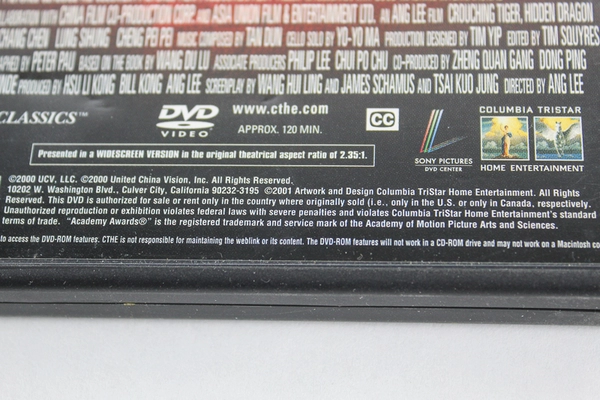 CHINA FILM CO-PRODUCTION CORP. AND ASIA UNION FILM & ENTERTAINMENT LTD. AN ANG LEE FILM CROUCHING TIGER, HIDDEN DRAGON
CHANG CHEN LUNG SIHUNG CHENG PEI PEI MUSIC COMPOSED BY TAN DUN CELLO SOLO BY YO-YO MA PRODUCTION DESIGNED BY TIM YIP EDITED BY TIM SQUYRES
PETER PAU BASED ON THE BOOK BY WANG DU LU ASSOCIATE PRODUCERS PHILIP LEE CHUI PO CHU CO-PRODUCED BY ZHENG QUAN GANG DONG PING
PRODUCED BY HSU LI KONG BILL KONG ANG LEE SCREENPLAY BY WANG HUI LING AND JAMES SCHAMUS AND TSAI KUO JUNG DIRECTED BY ANG LEE
CLASSICS™
DVD VIDEO
www.cthe.com
APPROX. 120 MIN.
CC
SONY PICTURES
DVD CENTER
COLUMBIA TRISTAR
HOME ENTERTAINMENT
Presented in a WIDESCREEN VERSION in the original theatrical aspect ratio of 2.35:1.
©2000 UCV, LLC. ©2000 United China Vision, Inc. All Rights Reserved.
10202 W. Washington Blvd., Culver City, California 90232-3195 ©2001 Artwork and Design Columbia TriStar Home Entertainment. All Rights
Reserved. This DVD is authorized for sale or rent only in the country where originally sold (i.e., only in the U.S. or only in Canada, respectively.
Unauthorized reproduction or exhibition violates federal laws with severe penalties and violates Columbia TriStar Home Entertainment's standard
terms of trade. "Academy Awards®" is the registered trademark and service mark of the Academy of Motion Picture Arts and Sciences.
to access the DVD-ROM features. CTHE is not responsible for maintaining the weblink or its content. The DVD-ROM features will not work in a CD-ROM drive and may not work on a Macintosh co